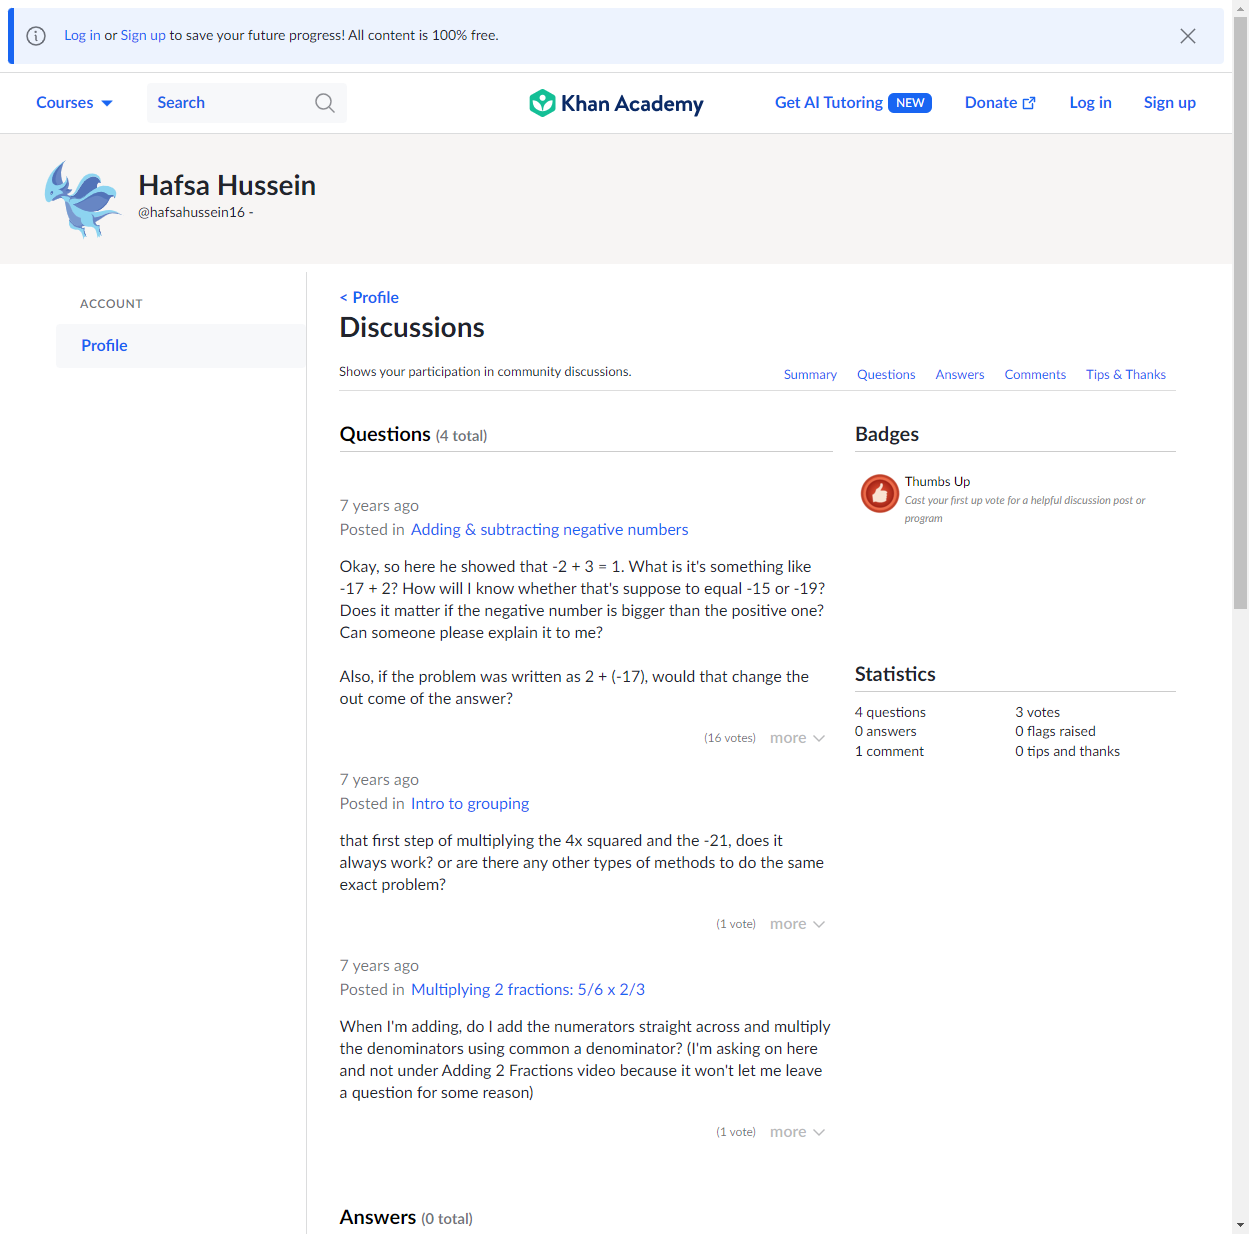 Log in or Sign up to save your future progress! All content is 100% free.
Courses
Search
Khan Academy
Get AI Tutoring NEW
Donate
Log in
Sign up
Hafsa Hussein
@hafsahussein16 -
ACCOUNT
Profile
< Profile
Discussions
Shows your participation in community discussions.
Summary
Questions
Answers
Comments
Tips & Thanks
Questions (4 total)
7 years ago
Posted in Adding & subtracting negative numbers
Okay, so here he showed that -2 + 3 = 1. What is it's something like
-17 + 2? How will I know whether that's suppose to equal -15 or -19?
Does it matter if the negative number is bigger than the positive one?
Can someone please explain it to me?
Also, if the problem was written as 2 + (-17), would that change the
out come of the answer?
(16 votes) more
7 years ago
Posted in Intro to grouping
that first step of multiplying the 4x squared and the -21, does it
always work? or are there any other types of methods to do the same
exact problem?
(1 vote) more
7 years ago
Posted in Multiplying 2 fractions: 5/6 x 2/3
When I'm adding, do I add the numerators straight across and multiply
the denominators using common a denominator? (I'm asking on here
and not under Adding 2 Fractions video because it won't let me leave
a question for some reason)
(1 vote) more
Answers (0 total)
Badges
Thumbs Up
Cast your first up vote for a helpful discussion post or
program
Statistics
4 questions
3 votes
0 answers
0 flags raised
1 comment
0 tips and thanks